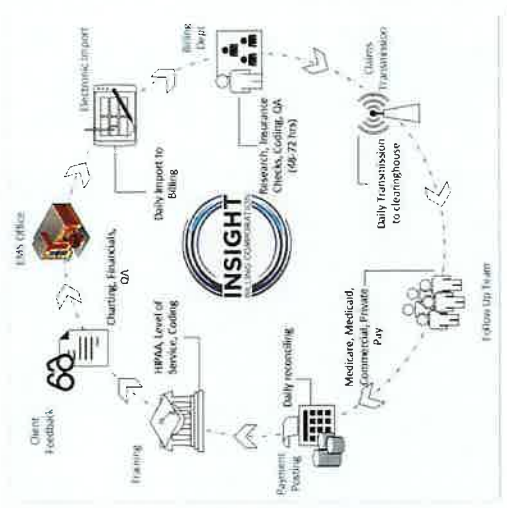 EMS Office
Electronic Import
Daily Import to
Billing
Billing
Dept
Research, Insurance
Checks, Coding, QA
(48-72 hrs)
Claims
Transmission
Daily Transmission
to clearinghouse
Follow Up Team
Medicare, Medicaid,
Commercial, Private
Pay
Payment
Posting
Daily reconciling
Training
HIPAA, Level of
Service, Coding
Client
Feedback
Charting, Financials,
QA
INSIGHT
BILLING CORPORATION